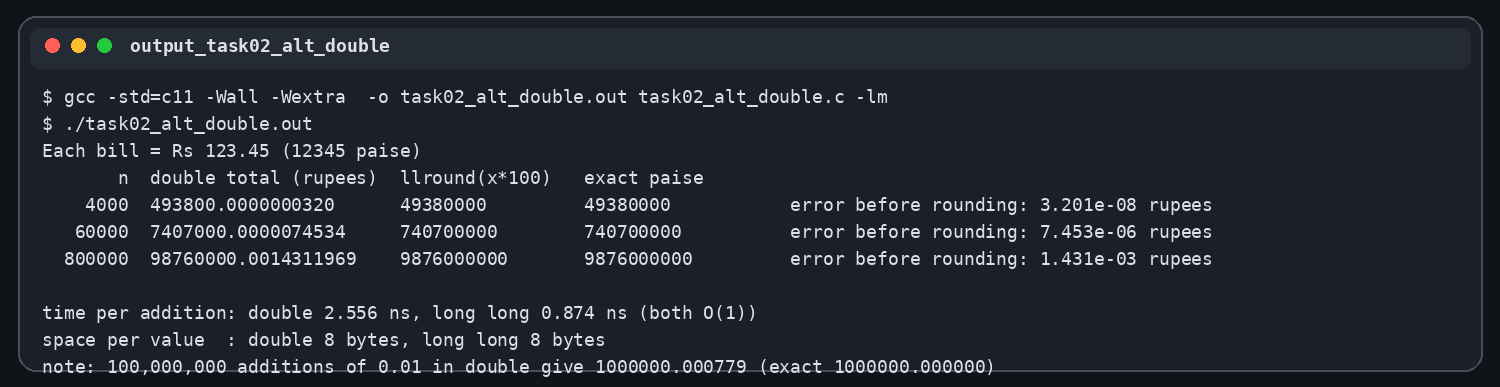 output_task02_alt_double
$ gcc -std=c11 -Wall -Wextra  -o task02_alt_double.out task02_alt_double.c -lm
$ ./task02_alt_double.out
Each bill = Rs 123.45 (12345 paise)
       n  double total (rupees)  llround(x*100)   exact paise
    4000  493800.0000000320      49380000         49380000           error before rounding: 3.201e-08 rupees
   60000  7407000.0000074534     740700000        740700000          error before rounding: 7.453e-06 rupees
  800000  98760000.0014311969    9876000000       9876000000         error before rounding: 1.431e-03 rupees
time per addition: double 2.556 ns, long long 0.874 ns (both O(1))
space per value  : double 8 bytes, long long 8 bytes
note: 100,000,000 additions of 0.01 in double give 1000000.000779 (exact 1000000.000000)